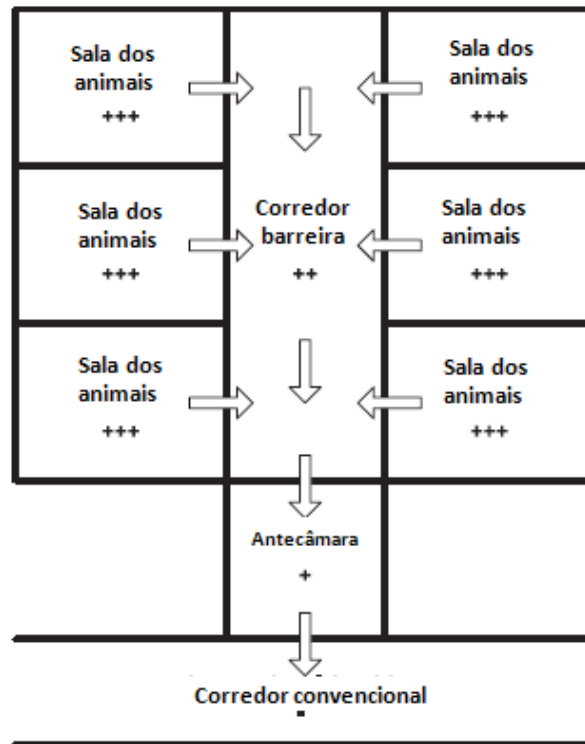 Sala dos
animais
+++
Sala dos
animais
+++
Sala dos
animais
+++
Corredor
barreira
++
Sala dos
animais
+++
Sala dos
animais
+++
Sala dos
animais
+++
Antecâmara
+
Corredor convencional